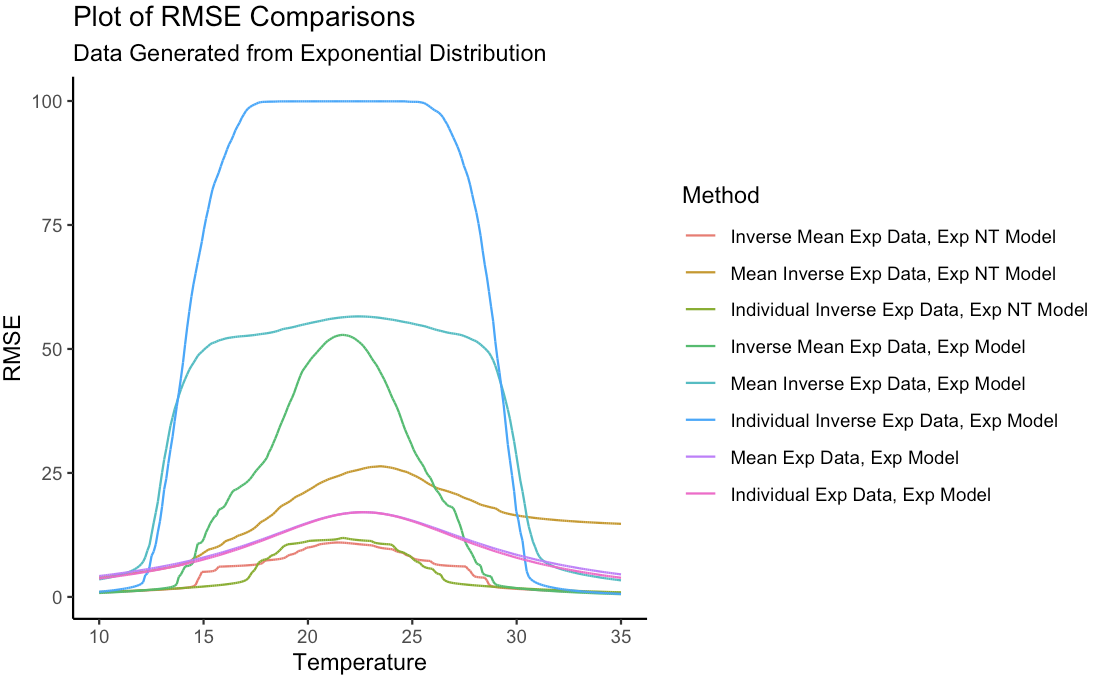 Plot of RMSE Comparisons
Data Generated from Exponential Distribution
100
75
50
25
0
RMSE
10 15 20 25 30 35
Temperature
Method
Inverse Mean Exp Data, Exp NT Model
Mean Inverse Exp Data, Exp NT Model
Individual Inverse Exp Data, Exp NT Model
Inverse Mean Exp Data, Exp Model
Mean Inverse Exp Data, Exp Model
Individual Inverse Exp Data, Exp Model
Mean Exp Data, Exp Model
Individual Exp Data, Exp Model